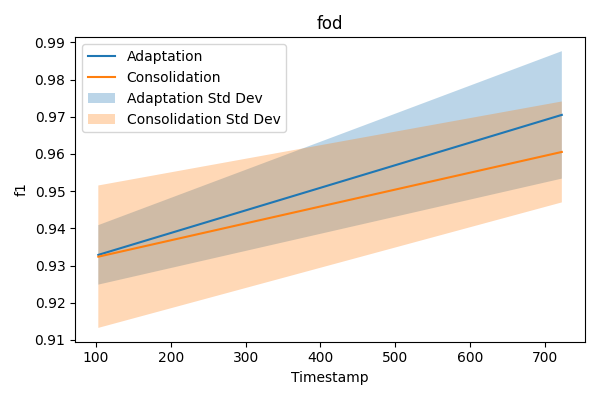 fod
0.99
0.98
0.97
0.96
0.95
0.94
0.93
0.92
0.91
f1
Adaptation
Consolidation
Adaptation Std Dev
Consolidation Std Dev
100 200 300 400 500 600 700
Timestamp